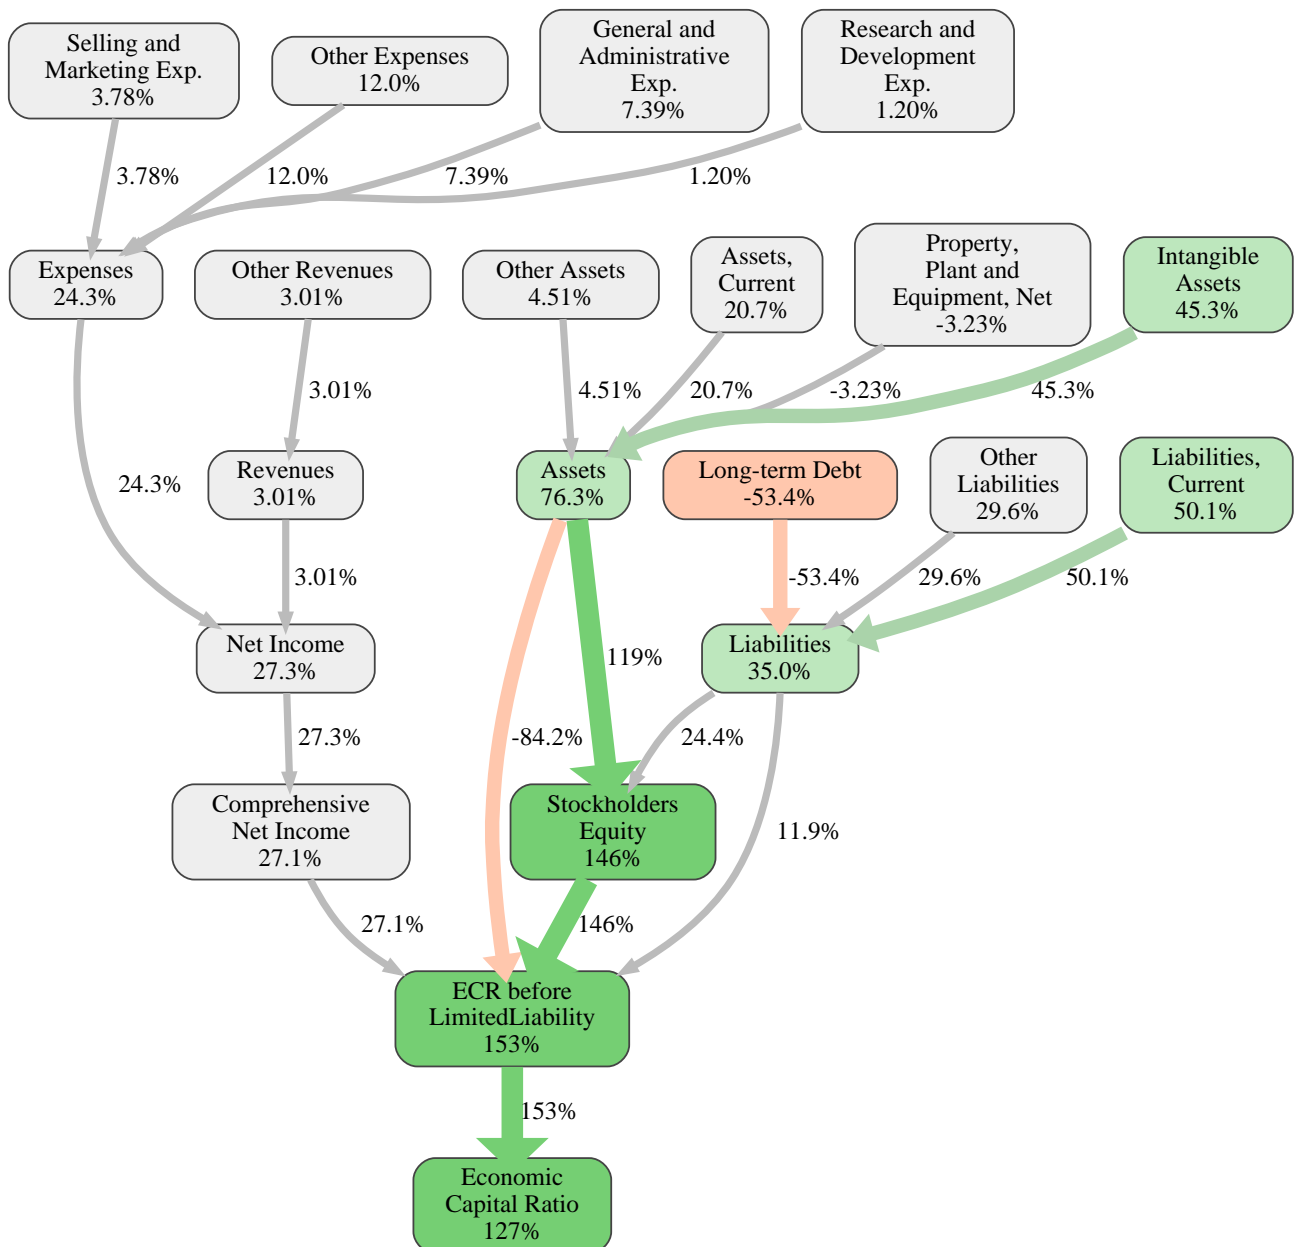 Selling and
Marketing Exp.
3.78%
Other Expenses
12.0%
General and
Administrative
Exp.
7.39%
Research and
Development
Exp.
1.20%
3.78%
12.0%
7.39%
1.20%
Expenses
24.3%
Other Revenues
3.01%
Other Assets
4.51%
Assets,
Current
20.7%
Property,
Plant and
Equipment, Net
-3.23%
Intangible
Assets
45.3%
3.01%
4.51%
20.7%
-3.23%
45.3%
24.3%
Revenues
3.01%
Assets
76.3%
Long-term Debt
-53.4%
Other
Liabilities
29.6%
Liabilities,
Current
50.1%
3.01%
-53.4%
29.6%
50.1%
Net Income
27.3%
119%
Liabilities
35.0%
27.3%
-84.2%
24.4%
Comprehensive
Net Income
27.1%
Stockholders
Equity
146%
11.9%
27.1%
146%
ECR before
LimitedLiability
153%
153%
Economic
Capital Ratio
127%